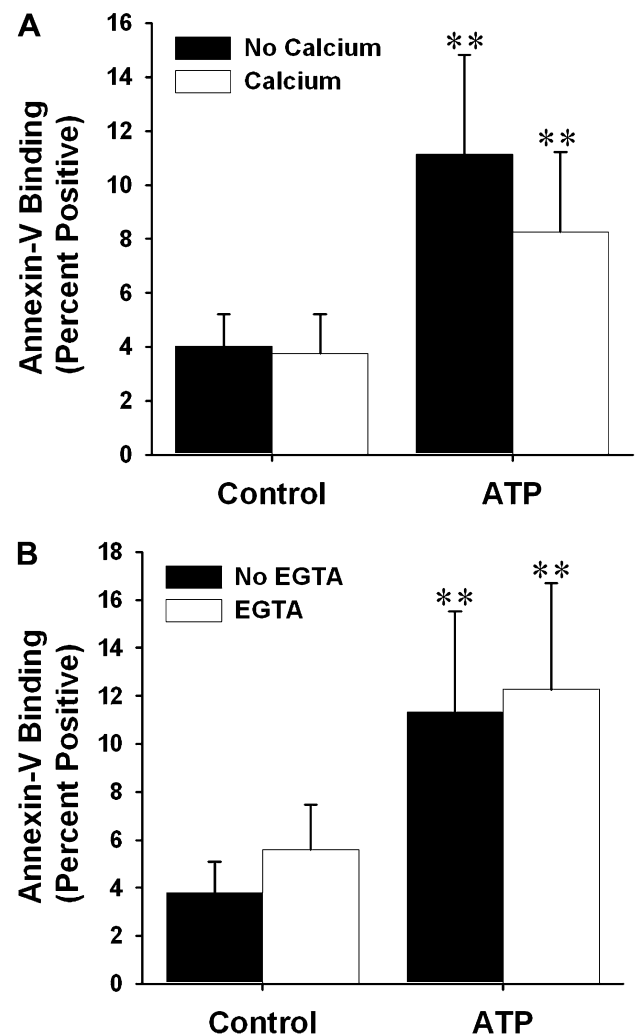 A
Annexin-V Binding
(Percent Positive)
16
14
12
10
8
6
4
2
0
No Calcium
Calcium
**
**
Control
ATP
B
Annexin-V Binding
(Percent Positive)
18
16
14
12
10
8
6
4
2
0
No EGTA
EGTA
**
**
Control
ATP